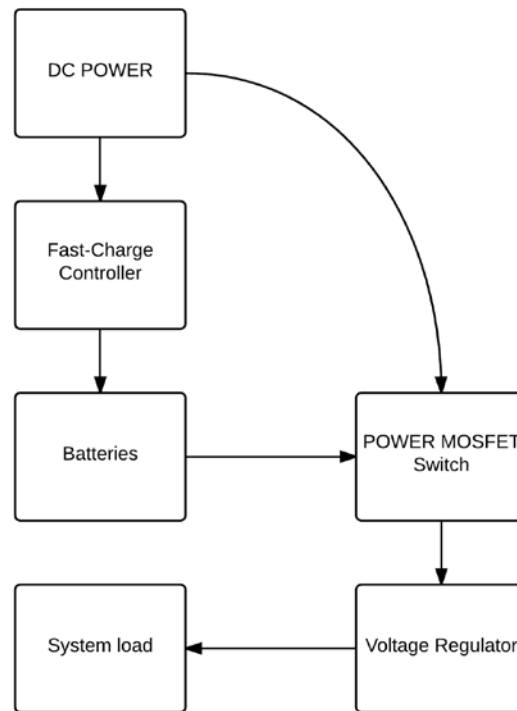 DC POWER
Fast-Charge
Controller
Batteries
POWER MOSFET
Switch
System load
Voltage Regulator